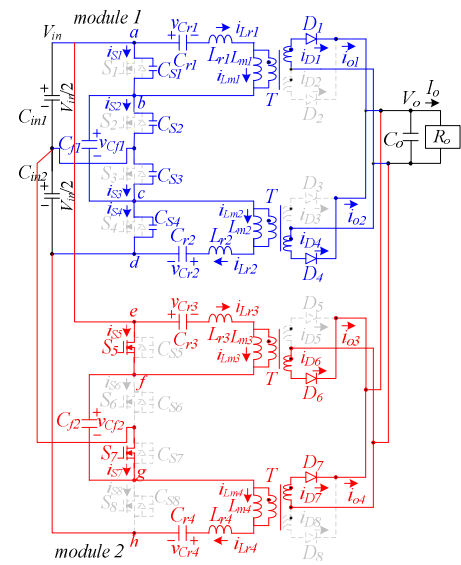 module 1
V_in
a
v_Cr1
i_Lr1
D_1
+ −
C_r1
L_r1
L_m1
i_S1
S_1
C_S1
i_Lm1
T
i_D1
i_o1
i_D2
D_2
b
V_in/2
C_in1
i_S2
S_2
C_S2
C_f1
v_Cf1
V_o
I_o
C_o
R_o
C_in2
V_in/2
S_3
C_S3
i_S3
c
i_S4
S_4
C_S4
D_3
i_D3
i_Lm2
L_m2
T
i_o2
i_D4
D_4
C_r2
L_r2
d
− +
v_Cr2
i_Lr2
e
v_Cr3
i_Lr3
D_5
+ −
C_r3
L_r3
L_m3
i_S5
S_5
C_S5
i_Lm3
T
i_D5
i_o3
i_D6
D_6
f
i_S6
S_6
C_S6
C_f2
v_Cf2
S_7
C_S7
i_S7
g
D_7
i_S8
S_8
C_S8
i_Lm4
L_m4
T
i_D7
i_o4
i_D8
D_8
C_r4
L_r4
h
module 2
+ −
v_Cr4
i_Lr4